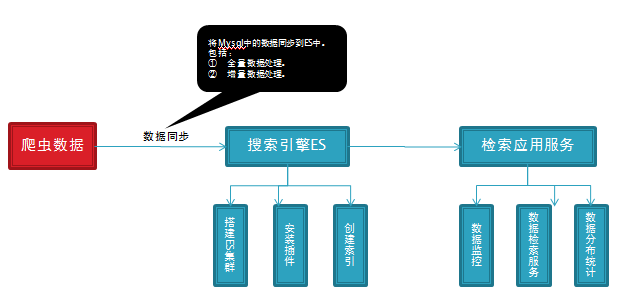 将Mysql中的数据同步到ES中。
包括：
① 全量数据处理。
② 增量数据处理。
爬虫数据
数据同步
搜索引擎ES
检索应用服务
搭建ES集群
安装插件
创建索引
数据监控
数据检索服务
数据分布统计